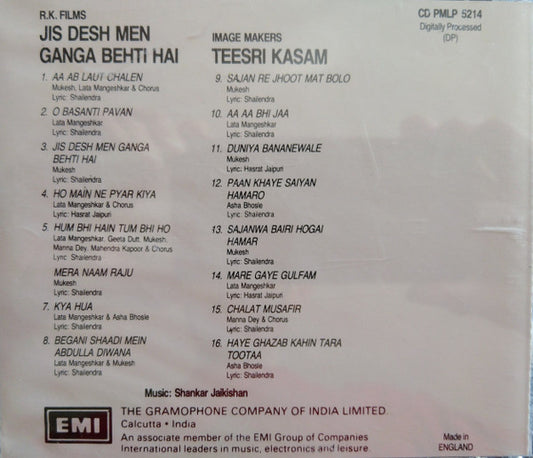 R.K. FILMS
JIS DESH MEN
GANGA BEHTI HAI
1. AA AB LAUT CHALEN
Mukesh, Lata Mangeshkar & Chorus
Lyric: Shailendra
2. O BASANTI PAVAN
Lata Mangeshkar
Lyric: Shailendra
3. JIS DESH MEN GANGA
BEHTI HAI
Mukesh
Lyric: Shailendra
4. HO MAIN NE PYAR KIYA
Lata Mangeshkar & Chorus
Lyric: Hasrat Jaipuri
5. HUM BHI HAIN TUM BHI HO
Lata Mangeshkar, Geeta Dutt, Mukesh,
Manna Dey, Mahendra Kapoor & Chorus
Lyric: Shailendra
MERA NAAM RAJU
Mukesh
Lyric: Shailendra
7. KYA HUA
Lata Mangeshkar & Asha Bhosle
Lyric: Shailendra
8. BEGANI SHAADI MEIN
ABDULLA DIWANA
Lata Mangeshkar & Mukesh
Lyric: Shailendra
IMAGE MAKERS
TEESRI KASAM
9. SAJAN RE JHOOT MAT BOLO
Mukesh
Lyric: Shailendra
10. AA AA BHI JAA
Lata Mangeshkar
Lyric: Shailendra
11. DUNIYA BANANEWALE
Mukesh
Lyric: Hasrat Jaipuri
12. PAAN KHAYE SAIYAN
HAMARO
Asha Bhosle
Lyric: Shailendra
13. SAJANWA BAIRI HOGAI
HAMAR
Mukesh
Lyric: Shailendra
14. MARE GAYE GULFAM
Lata Mangeshkar
Lyric: Hasrat Jaipuri
15. CHALAT MUSAFIR
Manna Dey & Chorus
Lyric: Shailendra
16. HAYE GHAZAB KAHIN TARA
TOOTAA
Asha Bhosle
Lyric: Shailendra
CD PMLP 5214
Digitally Processed
(DP)
Music: Shankar Jaikishan
EMI
THE GRAMOPHONE COMPANY OF INDIA LIMITED.
Calcutta • India
An associate member of the EMI Group of Companies
International leaders in music, electronics and leisure.
Made in
ENGLAND